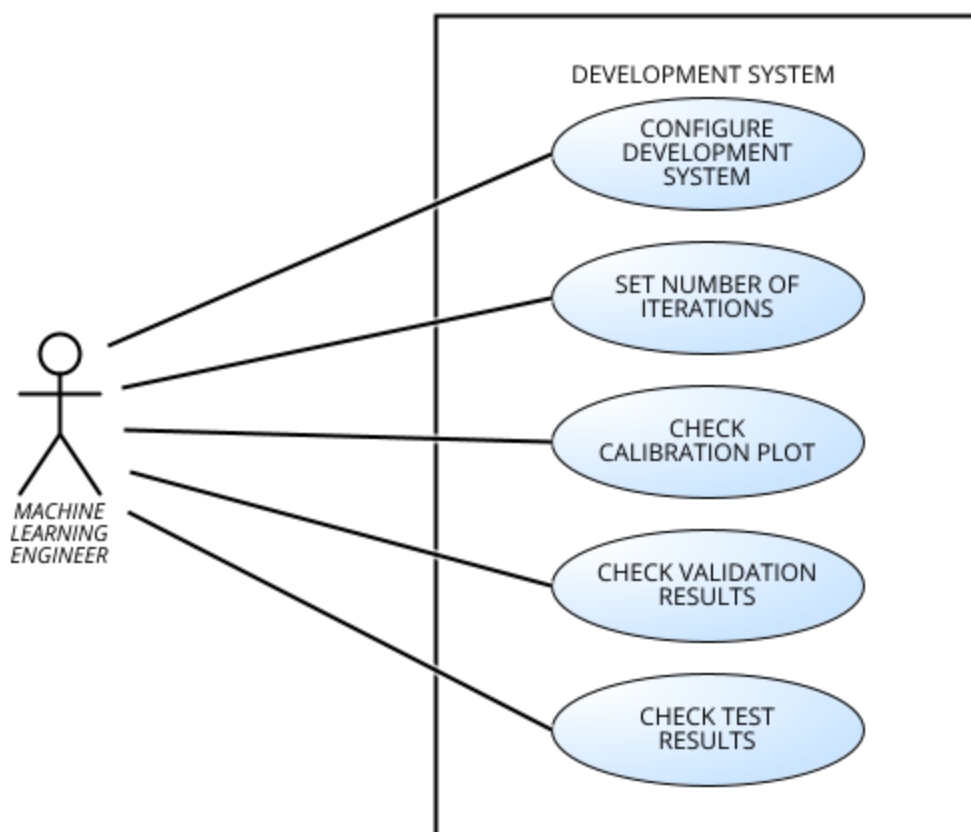 DEVELOPMENT SYSTEM
CONFIGURE
DEVELOPMENT
SYSTEM
SET NUMBER OF
ITERATIONS
CHECK
CALIBRATION PLOT
MACHINE
LEARNING
ENGINEER
CHECK VALIDATION
RESULTS
CHECK TEST
RESULTS